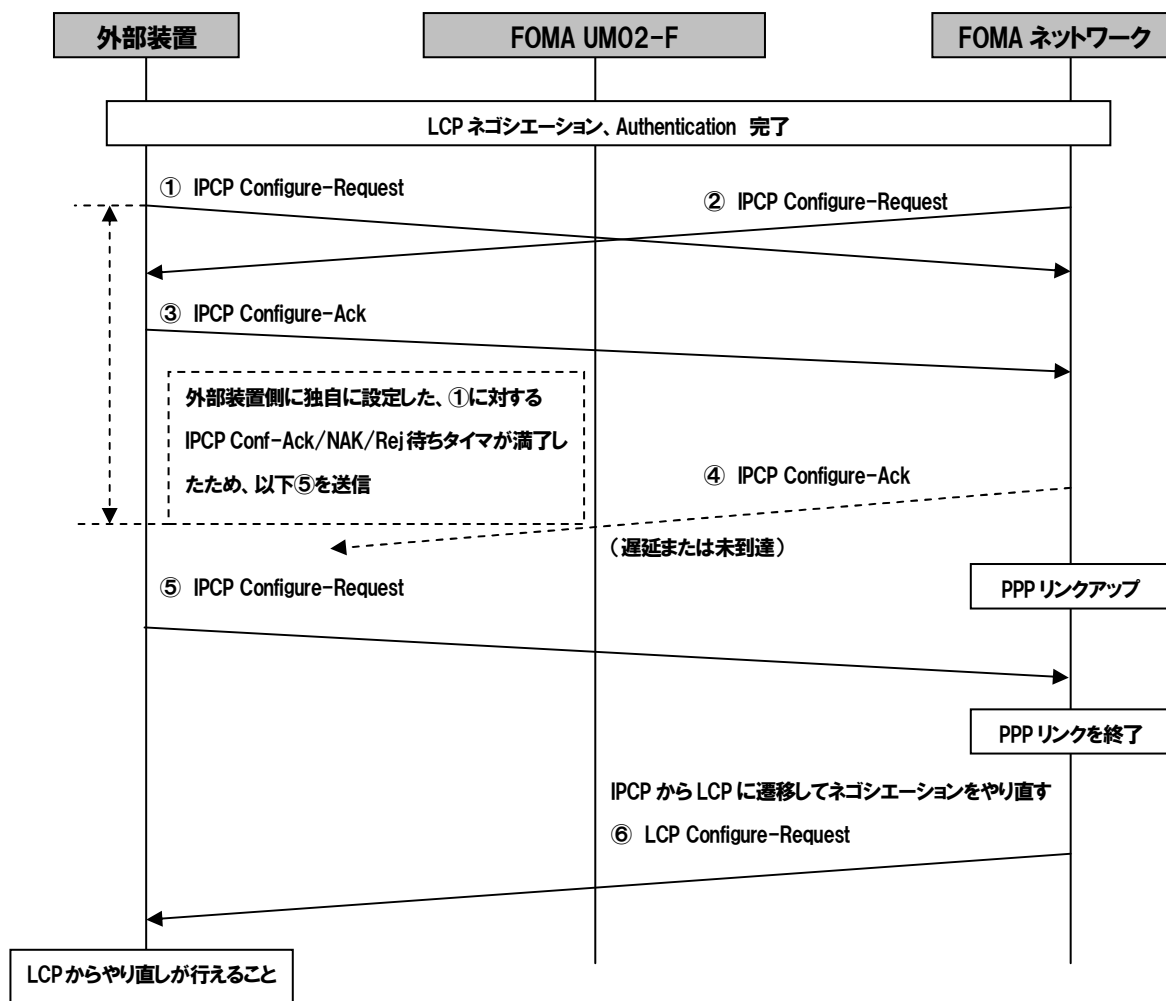 外部装置
FOMA UM02-F
FOMA ネットワーク
LCP ネゴシエーション、Authentication 完了
① IPCP Configure-Request
② IPCP Configure-Request
③ IPCP Configure-Ack
外部装置側に独自に設定した、①に対する
IPCP Conf-Ack/NAK/Rej 待ちタイマが満了し
たため、以下⑤を送信
④ IPCP Configure-Ack
（遅延または未到達）
⑤ IPCP Configure-Request
PPP リンクアップ
PPP リンクを終了
IPCP から LCP に遷移してネゴシエーションをやり直す
⑥ LCP Configure-Request
LCP からやり直しが行えること